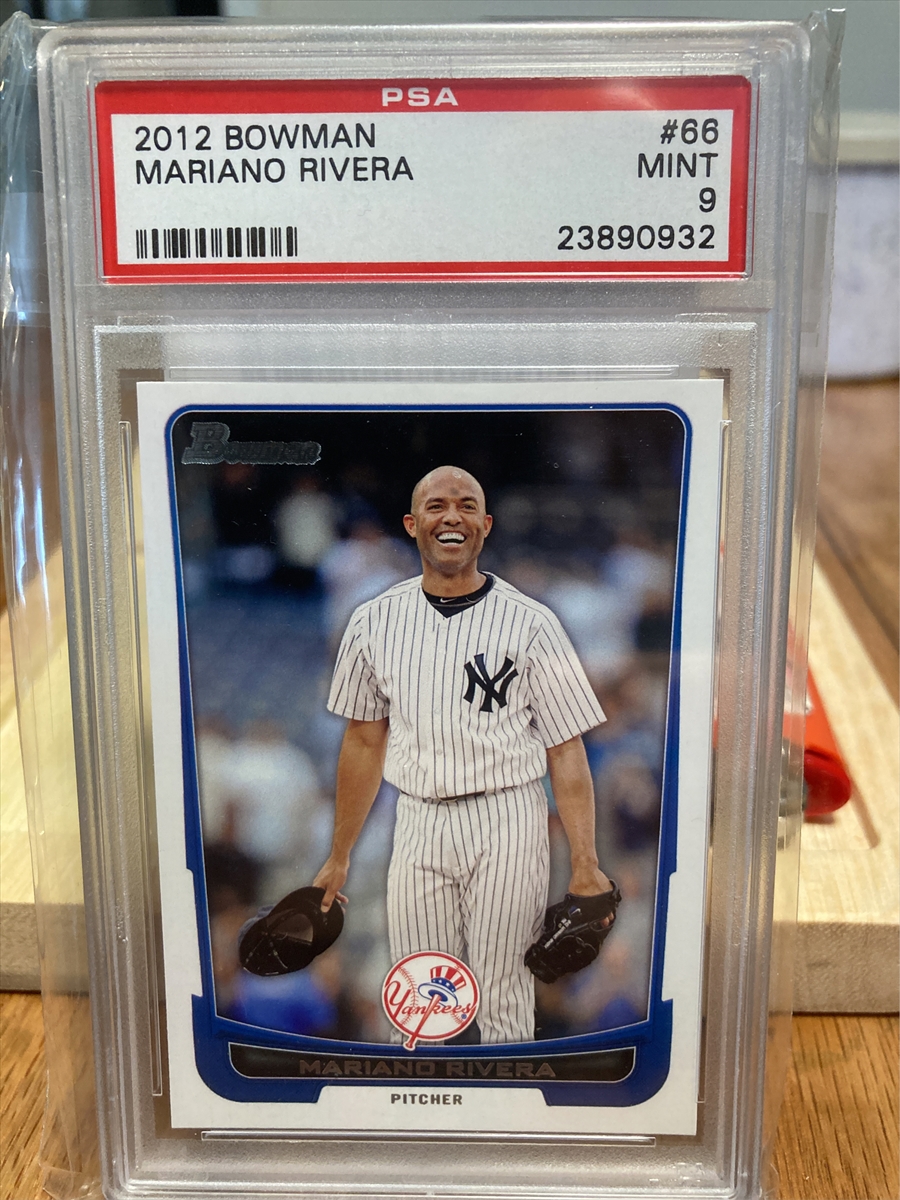 PSA
2012 BOWMAN #66
MARIANO RIVERA MINT
9
23890932
Bowman
NY
Yankees
MARIANO RIVERA
PITCHER